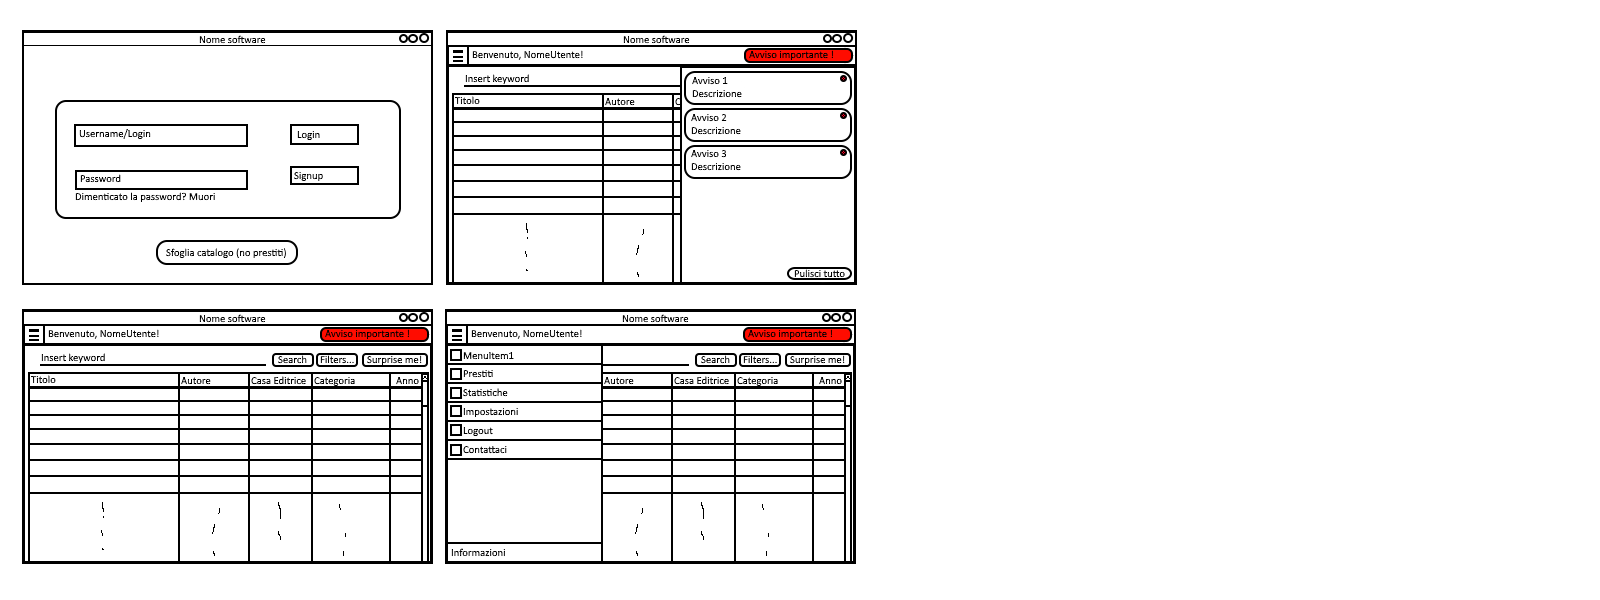 Nome software
Username/Login
Login
Password
Signup
Dimenticato la password? Muori
Sfoglia catalogo (no prestiti)
Nome software
Benvenuto, NomeUtente!
Avviso importante !
Insert keyword
Titolo
Autore
C
Avviso 1
Descrizione
Avviso 2
Descrizione
Avviso 3
Descrizione
Pulisci tutto
Nome software
Benvenuto, NomeUtente!
Avviso importante !
Insert keyword
Search
Filters...
Surprise me!
Titolo
Autore
Casa Editrice
Categoria
Anno
Nome software
Benvenuto, NomeUtente!
Avviso importante !
MenuItem1
Prestiti
Statistiche
Impostazioni
Logout
Contattaci
Informazioni
Search
Filters...
Surprise me!
Autore
Casa Editrice
Categoria
Anno